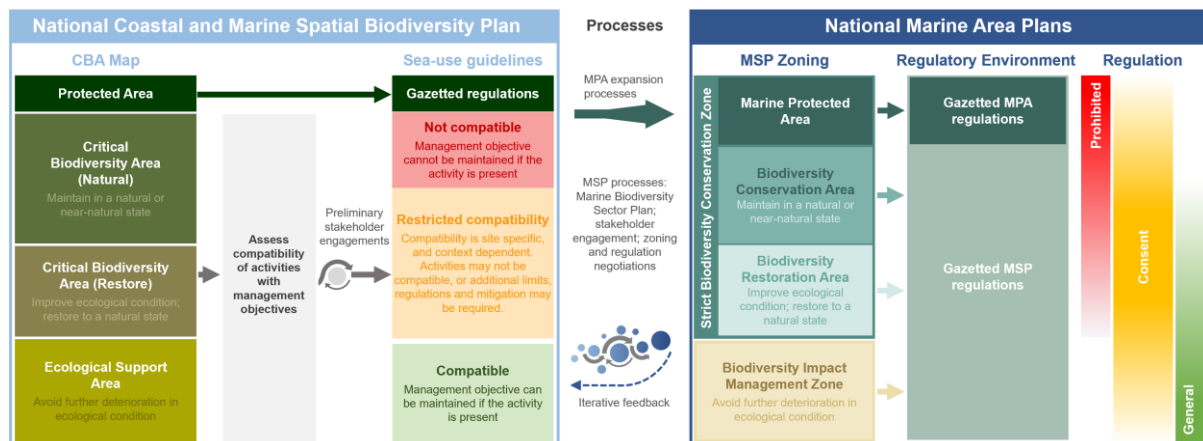 National Coastal and Marine Spatial Biodiversity Plan
CBA Map
Sea-use guidelines
Protected Area
Gazetted regulations
Critical
Biodiversity Area
(Natural)
Maintain in a natural or
near-natural state
Critical Biodiversity
Area (Restore)
Improve ecological condition;
restore to a natural state
Ecological Support
Area
Avoid further deterioration in
ecological condition
Assess
compatibility
of activities
with
management
objectives
Preliminary
stakeholder
engagements
Not compatible
Management objective
cannot be maintained if the
activity is present
Restricted compatibility
Compatibility is site specific,
and context dependent.
Activities may not be
compatible, or additional limits,
regulations and mitigation may
be required.
Compatible
Management objective can
be maintained if the activity
is present
Processes
MPA expansion
processes
MSP processes:
Marine Biodiversity
Sector Plan;
stakeholder
engagement; zoning
and regulation
negotiations
Iterative feedback
National Marine Area Plans
MSP Zoning
Regulatory Environment
Regulation
Strict Biodiversity Conservation Zone
Marine Protected
Area
Biodiversity
Conservation Area
Maintain in a natural or
near-natural state
Biodiversity
Restoration Area
Improve ecological
condition; restore to a
natural state
Biodiversity Impact
Management Zone
Avoid further deterioration in
ecological condition
Gazetted MPA
regulations
Gazetted MSP
regulations
Prohibited
Consent
General